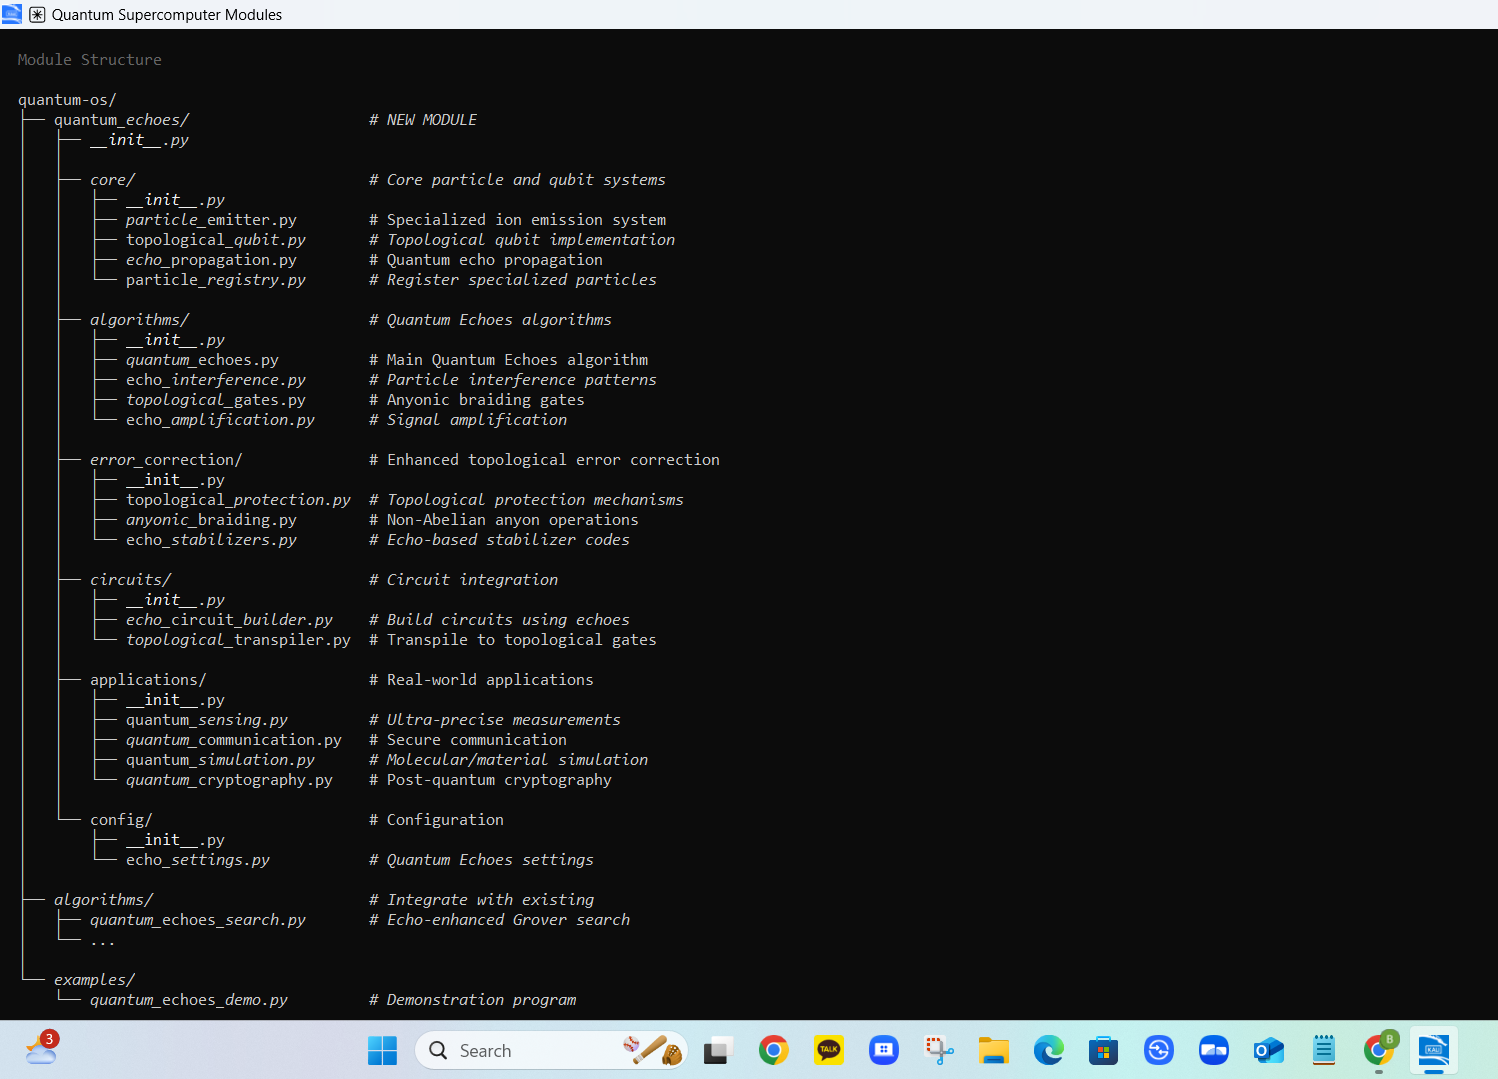 Quantum Supercomputer Modules
Module Structure
quantum-os/
├── quantum_echoes/ # NEW MODULE
│   ├── __init__.py
│   ├── core/ # Core particle and qubit systems
│   │   ├── __init__.py
│   │   ├── particle_emitter.py # Specialized ion emission system
│   │   ├── topological_qubit.py # Topological qubit implementation
│   │   ├── echo_propagation.py # Quantum echo propagation
│   │   └── particle_registry.py # Register specialized particles
│   ├── algorithms/ # Quantum Echoes algorithms
│   │   ├── __init__.py
│   │   ├── quantum_echoes.py # Main Quantum Echoes algorithm
│   │   ├── echo_interference.py # Particle interference patterns
│   │   ├── topological_gates.py # Anyonic braiding gates
│   │   └── echo_amplification.py # Signal amplification
│   ├── error_correction/ # Enhanced topological error correction
│   │   ├── __init__.py
│   │   ├── topological_protection.py # Topological protection mechanisms
│   │   ├── anyonic_braiding.py # Non-Abelian anyon operations
│   │   └── echo_stabilizers.py # Echo-based stabilizer codes
│   ├── circuits/ # Circuit integration
│   │   ├── __init__.py
│   │   ├── echo_circuit_builder.py # Build circuits using echoes
│   │   └── topological_transpiler.py # Transpile to topological gates
│   ├── applications/ # Real-world applications
│   │   ├── __init__.py
│   │   ├── quantum_sensing.py # Ultra-precise measurements
│   │   ├── quantum_communication.py # Secure communication
│   │   ├── quantum_simulation.py # Molecular/material simulation
│   │   └── quantum_cryptography.py # Post-quantum cryptography
│   └── config/ # Configuration
│       ├── __init__.py
│       └── echo_settings.py # Quantum Echoes settings
├── algorithms/ # Integrate with existing
│   ├── quantum_echoes_search.py # Echo-enhanced Grover search
│   └── ...
└── examples/
    └── quantum_echoes_demo.py # Demonstration program
3
Search
TALK
B
KALI